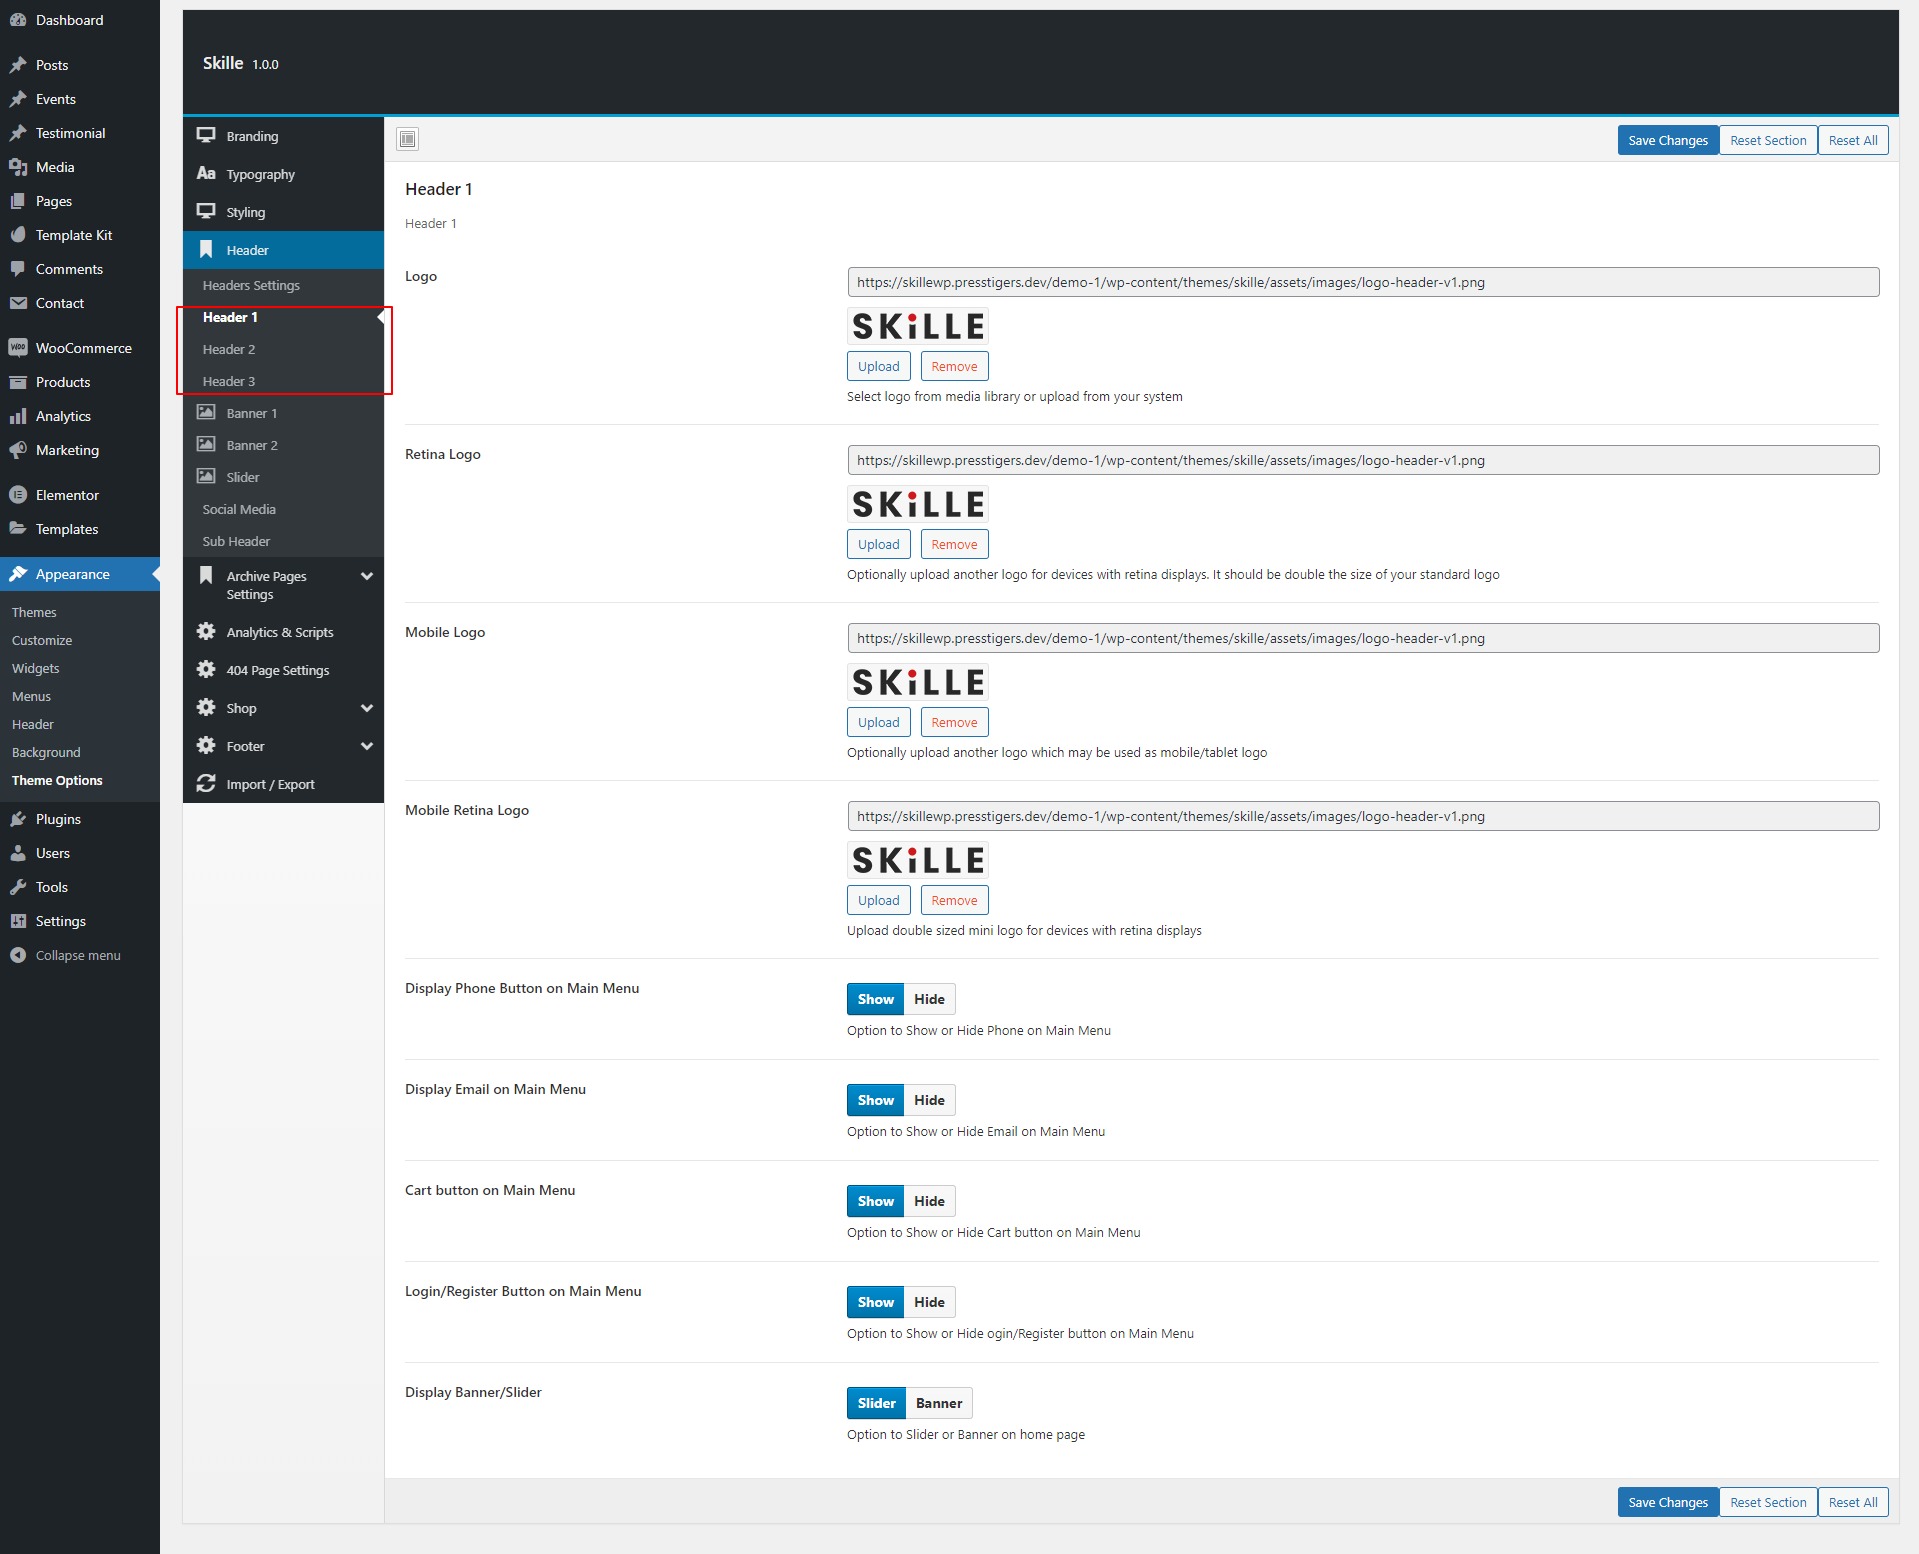 Dashboard
Posts
Events
Testimonial
Media
Pages
Template Kit
Comments
Contact
WooCommerce
Products
Analytics
Marketing
Elementor
Templates
Appearance
Themes
Customize
Widgets
Menus
Header
Background
Theme Options
Plugins
Users
Tools
Settings
Collapse menu
Skille 1.0.0
Branding
Aa Typography
Styling
Header
Headers Settings
Header 1
Header 2
Header 3
Banner 1
Banner 2
Slider
Social Media
Sub Header
Archive Pages
Settings
Analytics & Scripts
404 Page Settings
Shop
Footer
Import / Export
Save Changes Reset Section Reset All
Header 1
Header 1
Logo
https://skillewp.presstigers.dev/demo-1/wp-content/themes/skille/assets/images/logo-header-v1.png
SKiLLE
Upload Remove
Select logo from media library or upload from your system
Retina Logo
https://skillewp.presstigers.dev/demo-1/wp-content/themes/skille/assets/images/logo-header-v1.png
SKiLLE
Upload Remove
Optionally upload another logo for devices with retina displays. It should be double the size of your standard logo
Mobile Logo
https://skillewp.presstigers.dev/demo-1/wp-content/themes/skille/assets/images/logo-header-v1.png
SKiLLE
Upload Remove
Optionally upload another logo which may be used as mobile/tablet logo
Mobile Retina Logo
https://skillewp.presstigers.dev/demo-1/wp-content/themes/skille/assets/images/logo-header-v1.png
SKiLLE
Upload Remove
Upload double sized mini logo for devices with retina displays
Display Phone Button on Main Menu
Show Hide
Option to Show or Hide Phone on Main Menu
Display Email on Main Menu
Show Hide
Option to Show or Hide Email on Main Menu
Cart button on Main Menu
Show Hide
Option to Show or Hide Cart button on Main Menu
Login/Register Button on Main Menu
Show Hide
Option to Show or Hide ogin/Register button on Main Menu
Display Banner/Slider
Slider Banner
Option to Slider or Banner on home page
Save Changes Reset Section Reset All